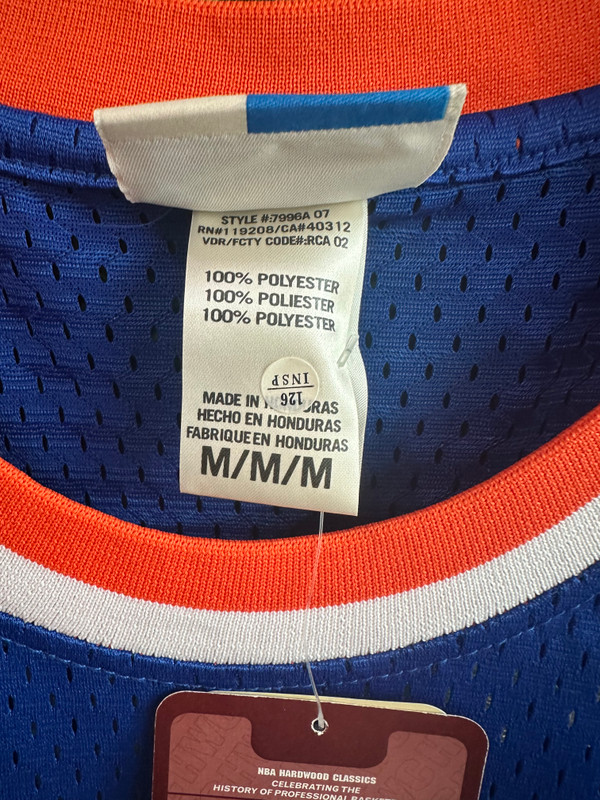 STYLE #:7996A 07
RN#119208/CA#40312
VDR/FCTY CODE#:RCA 02
100% POLYESTER
100% POLIESTER
100% POLYESTER
126
INSP
MADE IN HONDURAS
HECHO EN HONDURAS
FABRIQUE EN HONDURAS
M/M/M
NBA HARDWOOD CLASSICS
CELEBRATING THE
HISTORY OF PROFESSIONAL